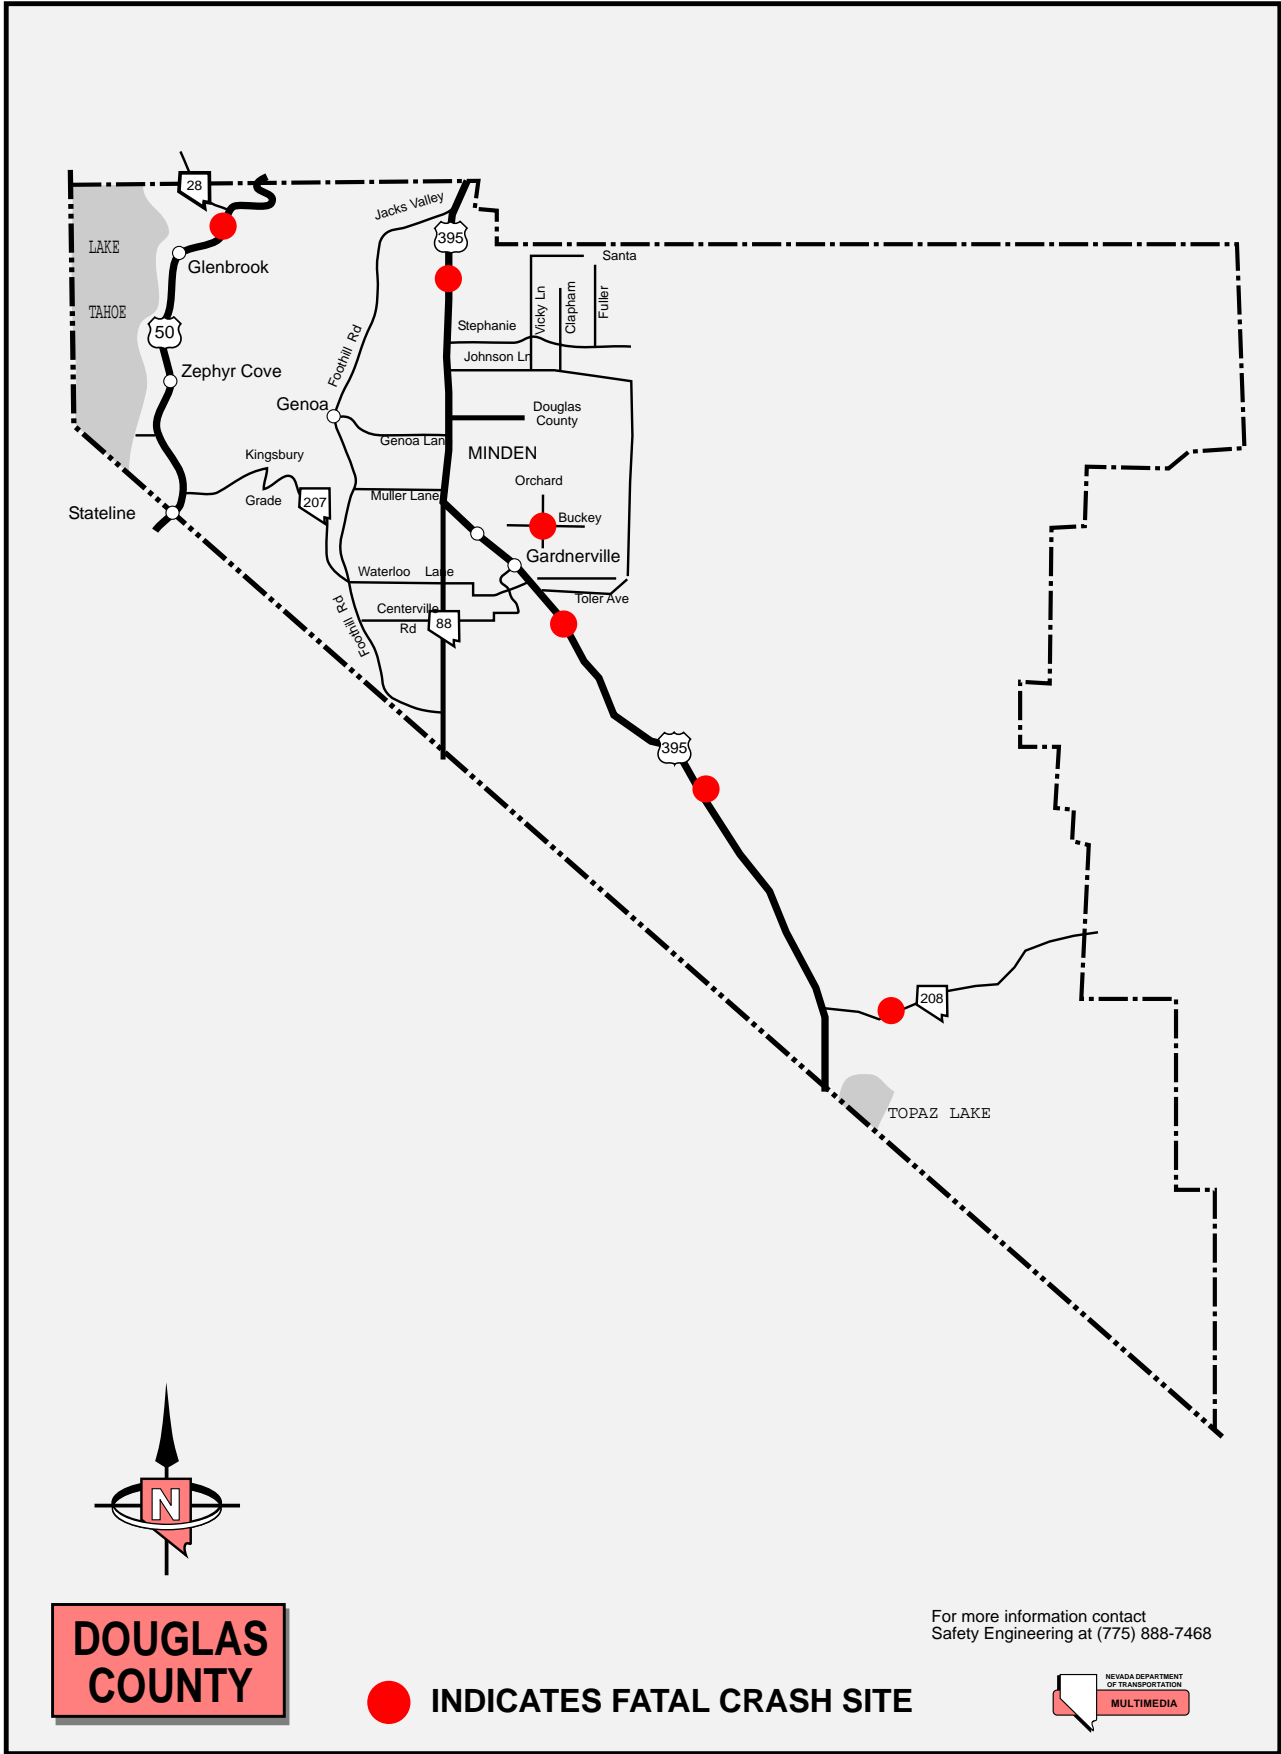 28
Jacks Valley
395
LAKE
Glenbrook
Santa
TAHOE
Vicky Ln
Clapham
Fuller
50
Stephanie
Foothill Rd
Johnson Ln
Zephyr Cove
Genoa
Douglas
County
Genoa Lan
MINDEN
Kingsbury
Grade
207
Muller Lane
Orchard
Buckey
Stateline
Gardnerville
Waterloo Lane
Toler Ave
Foothill Rd
Centerville
Rd
88
395
208
TOPAZ LAKE
N
DOUGLAS
COUNTY
INDICATES FATAL CRASH SITE
For more information contact
Safety Engineering at (775) 888-7468
NEVADA DEPARTMENT
OF TRANSPORTATION
MULTIMEDIA